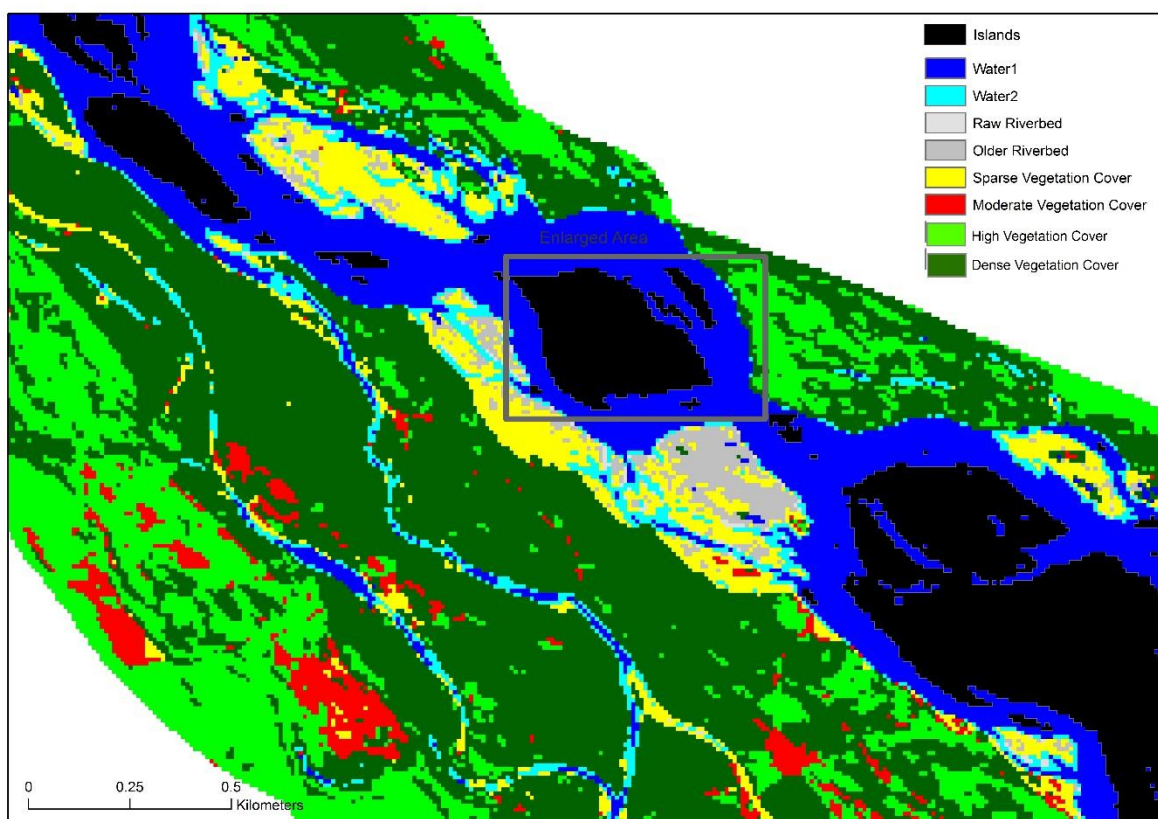 Islands
Water1
Water2
Raw Riverbed
Older Riverbed
Sparse Vegetation Cover
Moderate Vegetation Cover
High Vegetation Cover
Dense Vegetation Cover
Enlarged Area
0 0.25 0.5
Kilometers